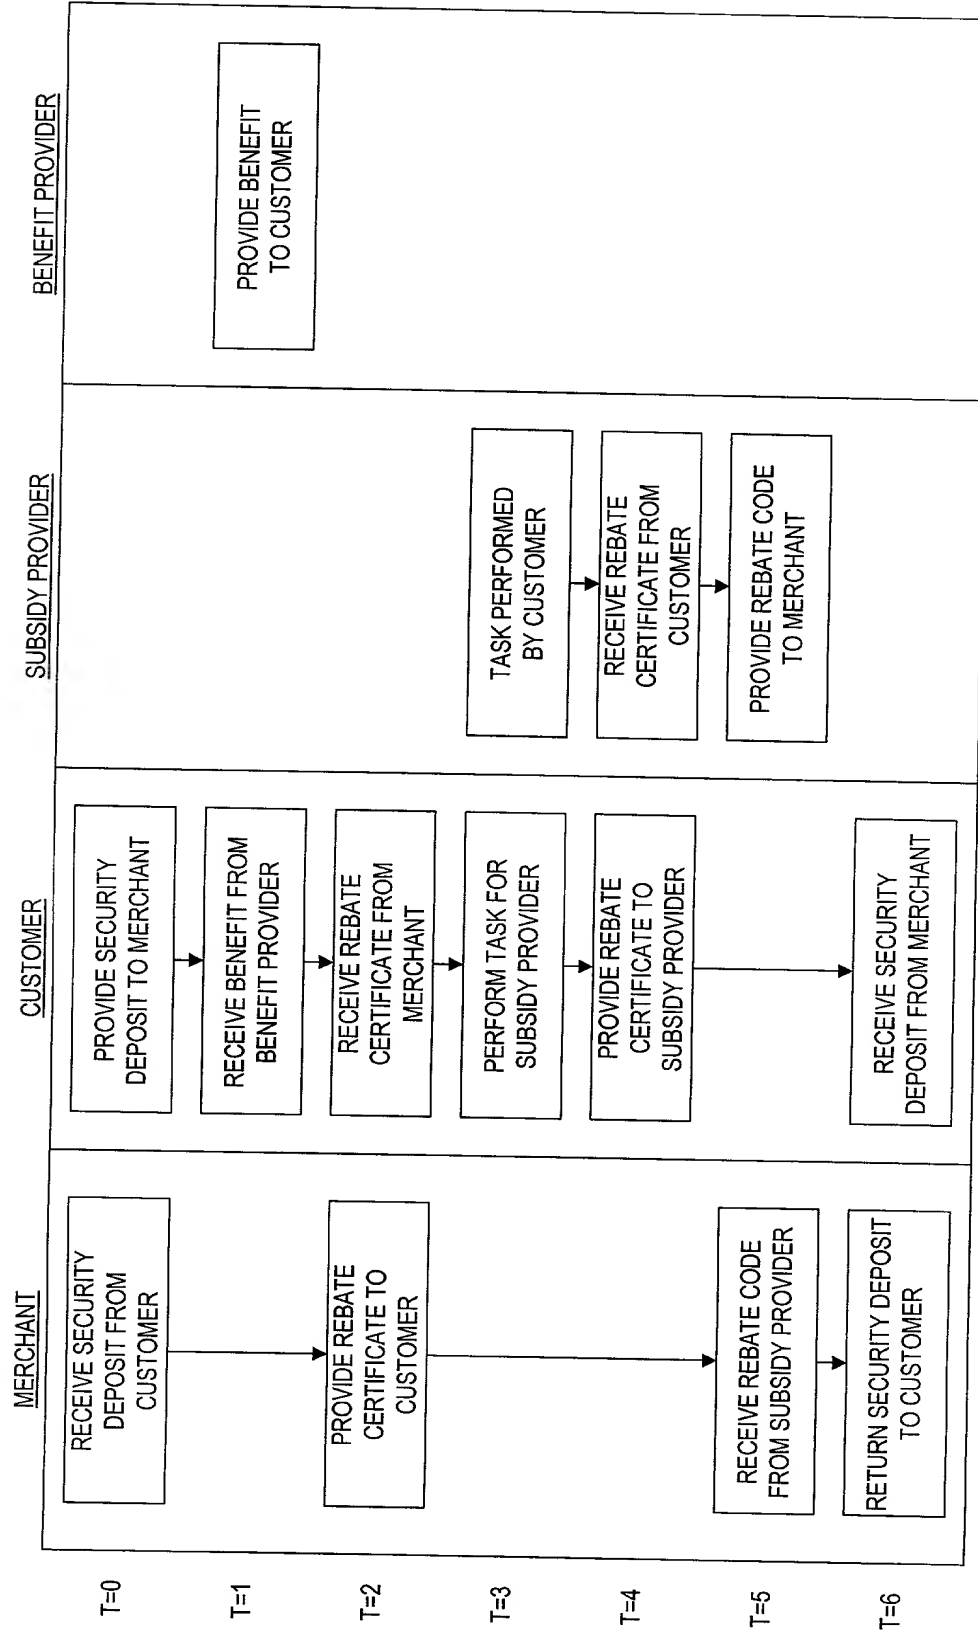 MERCHANT
CUSTOMER
SUBSIDY PROVIDER
BENEFIT PROVIDER
T=0
RECEIVE SECURITY
DEPOSIT FROM
CUSTOMER
PROVIDE SECURITY
DEPOSIT TO MERCHANT
T=1
RECEIVE BENEFIT FROM
BENEFIT PROVIDER
PROVIDE BENEFIT
TO CUSTOMER
T=2
PROVIDE REBATE
CERTIFICATE TO
CUSTOMER
RECEIVE REBATE
CERTIFICATE FROM
MERCHANT
T=3
PERFORM TASK FOR
SUBSIDY PROVIDER
TASK PERFORMED
BY CUSTOMER
T=4
PROVIDE REBATE
CERTIFICATE TO
SUBSIDY PROVIDER
RECEIVE REBATE
CERTIFICATE FROM
CUSTOMER
T=5
RECEIVE REBATE CODE
FROM SUBSIDY PROVIDER
PROVIDE REBATE CODE
TO MERCHANT
T=6
RETURN SECURITY DEPOSIT
TO CUSTOMER
RECEIVE SECURITY
DEPOSIT FROM MERCHANT